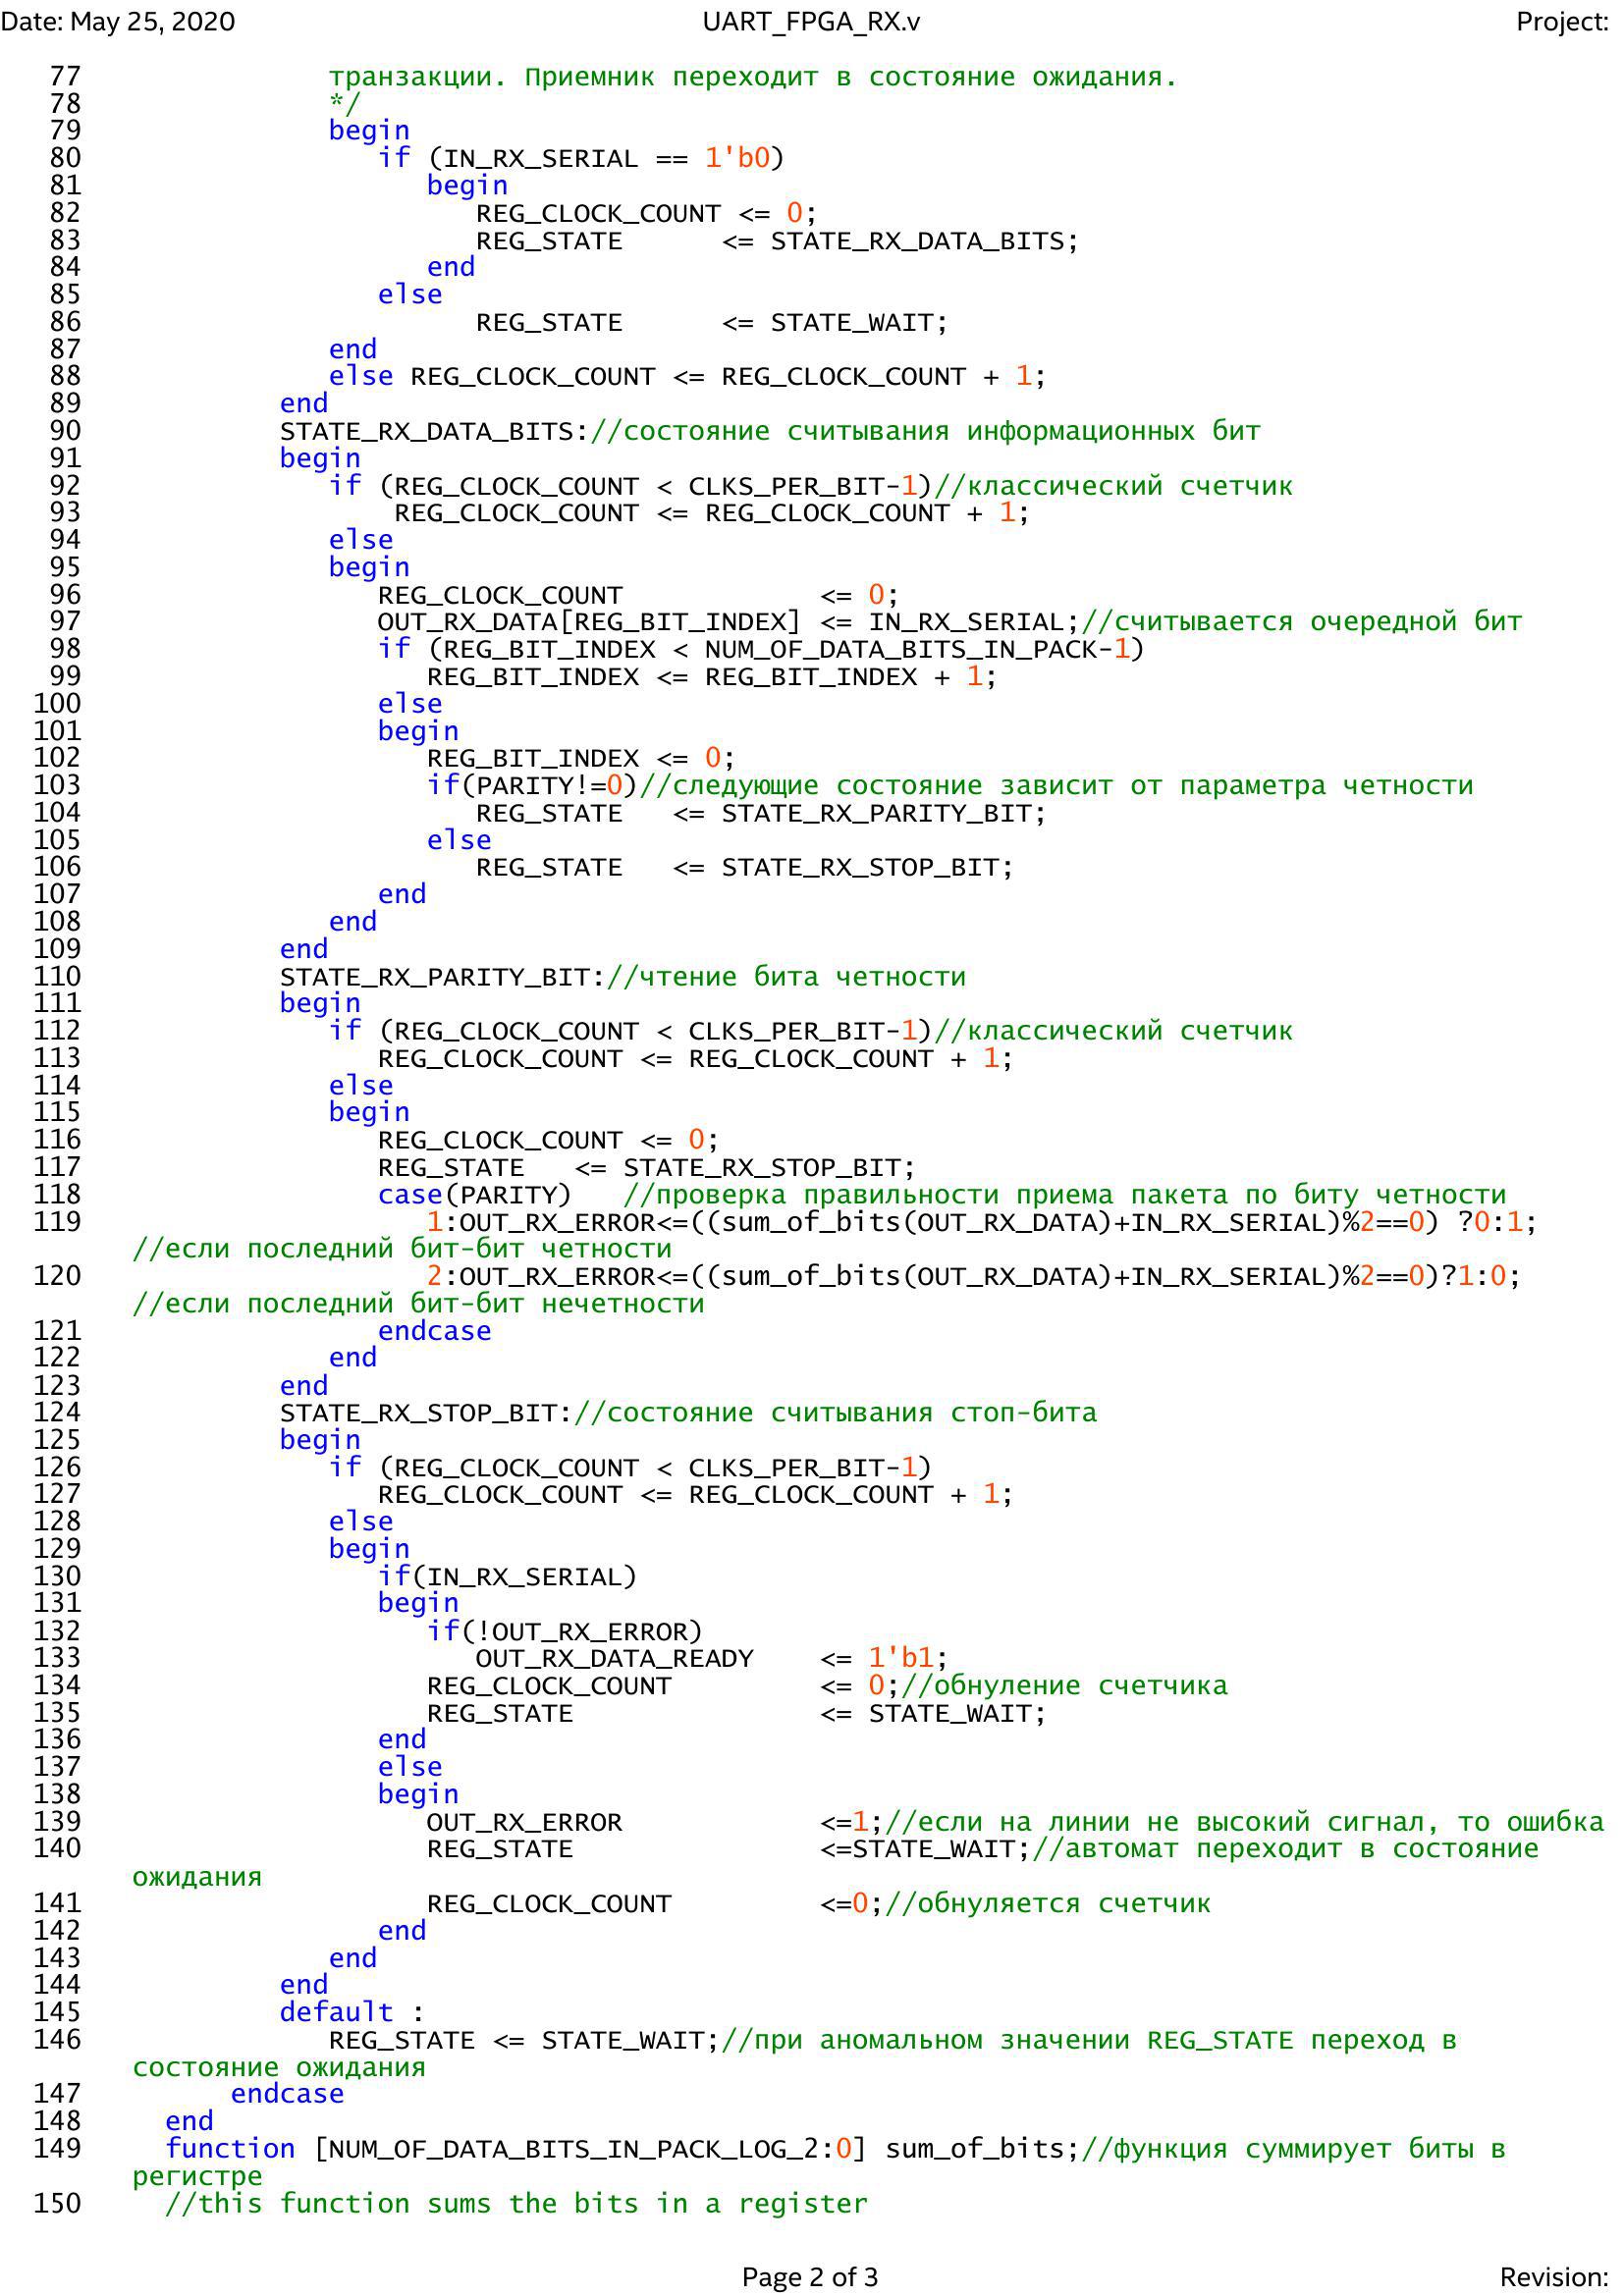 Date: May 25, 2020 UART_FPGA_RX.v Project:
77 транзакции. Приемник переходит в состояние ожидания.
78 */
79 begin
80 if (IN_RX_SERIAL == 1'b0)
81 begin
82 REG_CLOCK_COUNT <= 0;
83 REG_STATE <= STATE_RX_DATA_BITS;
84 end
85 else
86 REG_STATE <= STATE_WAIT;
87 end
88 else REG_CLOCK_COUNT <= REG_CLOCK_COUNT + 1;
89 end
90 STATE_RX_DATA_BITS://состояние считывания информационных бит
91 begin
92 if (REG_CLOCK_COUNT < CLKS_PER_BIT-1)//классический счетчик
93 REG_CLOCK_COUNT <= REG_CLOCK_COUNT + 1;
94 else
95 begin
96 REG_CLOCK_COUNT <= 0;
97 OUT_RX_DATA[REG_BIT_INDEX] <= IN_RX_SERIAL;//считывается очередной бит
98 if (REG_BIT_INDEX < NUM_OF_DATA_BITS_IN_PACK-1)
99 REG_BIT_INDEX <= REG_BIT_INDEX + 1;
100 else
101 begin
102 REG_BIT_INDEX <= 0;
103 if(PARITY!=0)//следующие состояние зависит от параметра четности
104 REG_STATE <= STATE_RX_PARITY_BIT;
105 else
106 REG_STATE <= STATE_RX_STOP_BIT;
107 end
108 end
109 end
110 STATE_RX_PARITY_BIT://чтение бита четности
111 begin
112 if (REG_CLOCK_COUNT < CLKS_PER_BIT-1)//классический счетчик
113 REG_CLOCK_COUNT <= REG_CLOCK_COUNT + 1;
114 else
115 begin
116 REG_CLOCK_COUNT <= 0;
117 REG_STATE <= STATE_RX_STOP_BIT;
118 case(PARITY) //проверка правильности приема пакета по биту четности
119 1:OUT_RX_ERROR<=((sum_of_bits(OUT_RX_DATA)+IN_RX_SERIAL)%2==0) ?0:1;
//если последний бит-бит четности
120 2:OUT_RX_ERROR<=((sum_of_bits(OUT_RX_DATA)+IN_RX_SERIAL)%2==0)?1:0;
//если последний бит-бит нечетности
121 endcase
122 end
123 end
124 STATE_RX_STOP_BIT://состояние считывания стоп-бита
125 begin
126 if (REG_CLOCK_COUNT < CLKS_PER_BIT-1)
127 REG_CLOCK_COUNT <= REG_CLOCK_COUNT + 1;
128 else
129 begin
130 if(IN_RX_SERIAL)
131 begin
132 if(!OUT_RX_ERROR)
133 OUT_RX_DATA_READY <= 1'b1;
134 REG_CLOCK_COUNT <= 0;//обнуление счетчика
135 REG_STATE <= STATE_WAIT;
136 end
137 else
138 begin
139 OUT_RX_ERROR <=1;//если на линии не высокий сигнал, то ошибка
140 REG_STATE <=STATE_WAIT;//автомат переходит в состояние
ожидания
141 REG_CLOCK_COUNT <=0;//обнуляется счетчик
142 end
143 end
144 end
145 default :
146 REG_STATE <= STATE_WAIT;//при аномальном значении REG_STATE переход в
состояние ожидания
147 endcase
148 end
149 function [NUM_OF_DATA_BITS_IN_PACK_LOG_2:0] sum_of_bits;//функция суммирует биты в
регистре
150 //this function sums the bits in a register
Page 2 of 3 Revision: